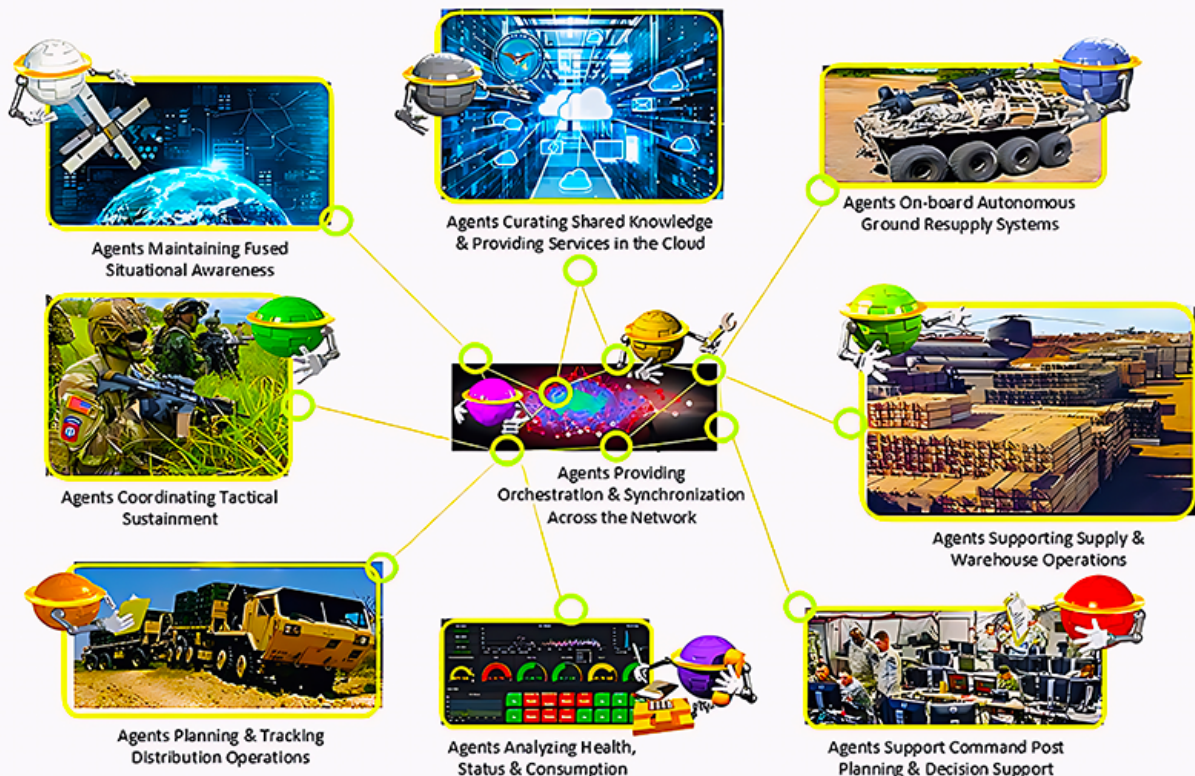 Agents Maintaining Fused
Situational Awareness
Agents Curating Shared Knowledge
& Providing Services in the Cloud
Agents On-board Autonomous
Ground Resupply Systems
Agents Coordinating Tactical
Sustainment
Agents Providing
Orchestration & Synchronization
Across the Network
Agents Supporting Supply &
Warehouse Operations
Agents Planning & Tracking
Distribution Operations
Agents Analyzing Health,
Status & Consumption
Agents Support Command Post
Planning & Decision Support